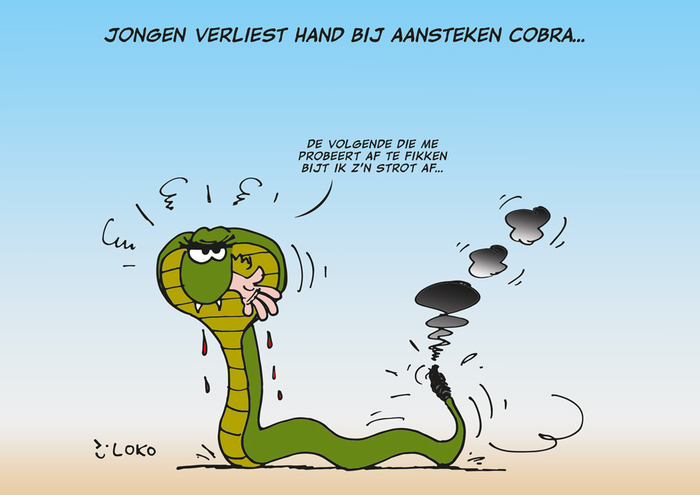 JONGEN VERLIEST HAND BIJ AANSTEKEN COBRA...
DE VOLGENDE DIE ME
PROBEERT AF TE FIKKEN
BIJT IK Z'N STROT AF...
LOKO